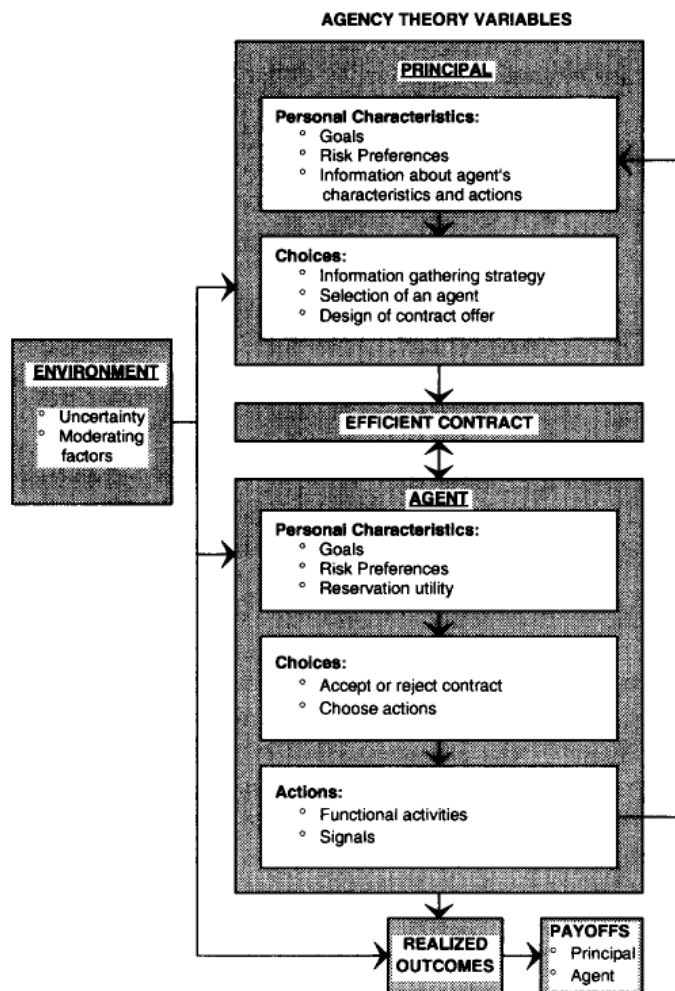 AGENCY THEORY VARIABLES
PRINCIPAL
Personal Characteristics:
° Goals
° Risk Preferences
° Information about agent's
characteristics and actions
Choices:
° Information gathering strategy
° Selection of an agent
° Design of contract offer
ENVIRONMENT
° Uncertainty
° Moderating
factors
EFFICIENT CONTRACT
AGENT
Personal Characteristics:
° Goals
° Risk Preferences
° Reservation utility
Choices:
° Accept or reject contract
° Choose actions
Actions:
° Functional activities
° Signals
REALIZED
OUTCOMES
PAYOFFS
° Principal
° Agent